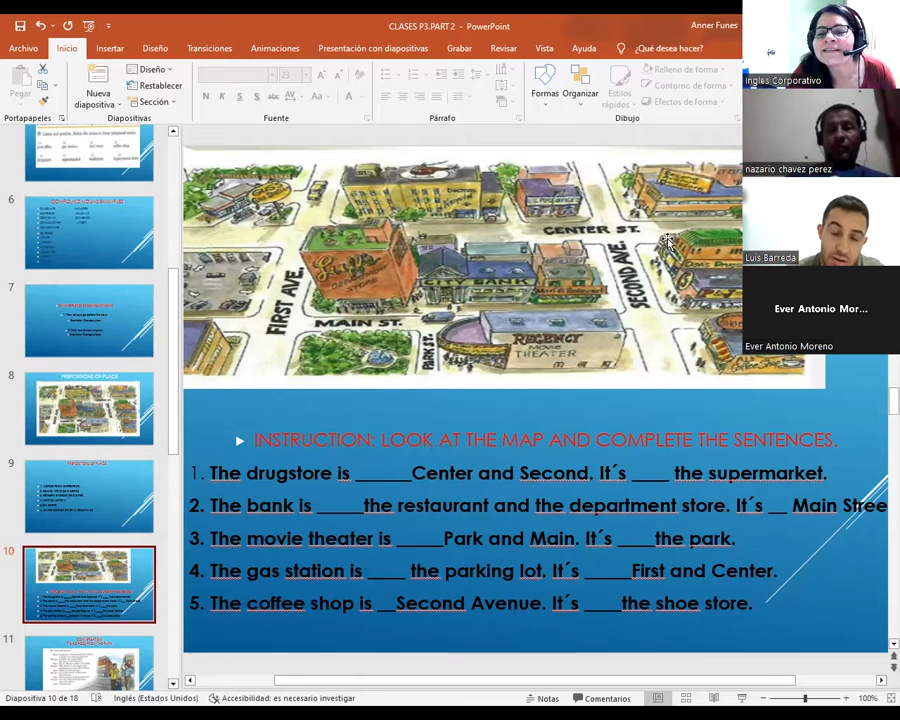 CLASES P3.PART 2 - PowerPoint
Anner Funes
Archivo
Inicio
Insertar
Diseño
Transiciones
Animaciones
Presentación con diapositivas
Grabar
Revisar
Vista
Ayuda
¿Qué desea hacer?
Pegar
Nueva diapositiva
Diseño
Restablecer
Sección
23
N K S
Aa
A
Formas
Organizar
Estilos rápidos
Relleno de forma
Contorno de forma
Efectos de forma
Portapapeles
Diapositivas
Fuente
Párrafo
Dibujo
Ingles Corporativo
nazario chavez perez
Luis Barreda
Ever Antonio Mor...
Ever Antonio Moreno
6
7
8
PREPOSITIONS OF PLACE
9
10
11
CENTER ST.
FIRST AVE.
SECOND AVE.
DEPARTMENT STORE
CITY BANK
MAIN ST.
PARK ST.
REGENCY MOVIE THEATER
INSTRUCTION: LOOK AT THE MAP AND COMPLETE THE SENTENCES.
1. The drugstore is ______Center and Second. It´s ____ the supermarket.
2. The bank is _____the restaurant and the department store. It´s __ Main Stree
3. The movie theater is _____Park and Main. It´s ____the park.
4. The gas station is ____ the parking lot. It´s _____First and Center.
5. The coffee shop is __Second Avenue. It´s ____the shoe store.
Diapositiva 10 de 18
Inglés (Estados Unidos)
Accesibilidad: es necesario investigar
Notas
Comentarios
100%